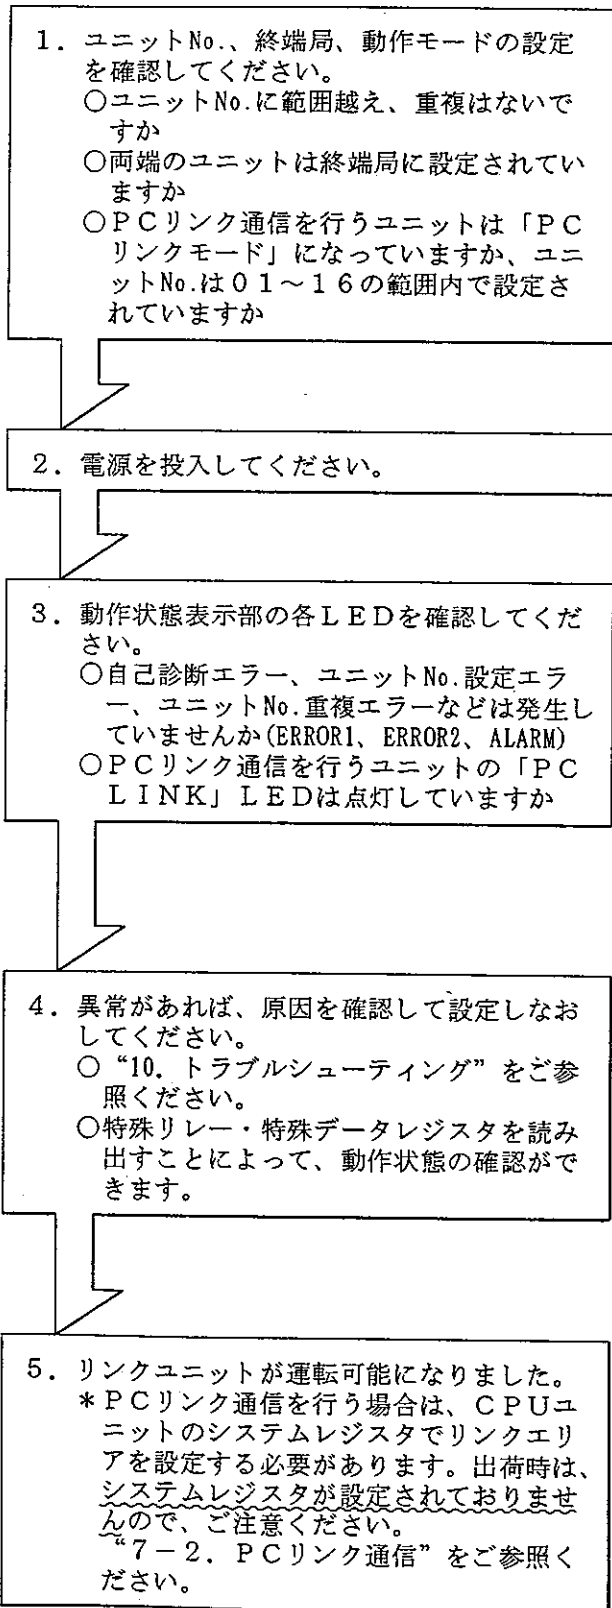 1. ユニットNo.、終端局、動作モードの設定
を確認してください。
○ユニットNo.に範囲越え、重複はないで
すか
○両端のユニットは終端局に設定されてい
ますか
○PCリンク通信を行うユニットは「PC
リンクモード」になっていますか、ユニ
ットNo.は01～16の範囲内で設定さ
れていますか
2. 電源を投入してください。
3. 動作状態表示部の各LEDを確認してくだ
さい。
○自己診断エラー、ユニットNo.設定エラ
ー、ユニットNo.重複エラーなどは発生し
ていませんか(ERROR1、ERROR2、ALARM)
○PCリンク通信を行うユニットの「PC
LINK」LEDは点灯していますか
4. 異常があれば、原因を確認して設定しなお
してください。
○“10. トラブルシューティング”をご参
照ください。
○特殊リレー・特殊データレジスタを読み
出すことによって、動作状態の確認がで
きます。
5. リンクユニットが運転可能になりました。
＊PCリンク通信を行う場合は、CPUユ
ニットのシステムレジスタでリンクエリ
アを設定する必要があります。出荷時は、
システムレジスタが設定されておりませ
んので、ご注意ください。
“7－2. PCリンク通信”をご参照く
ださい。